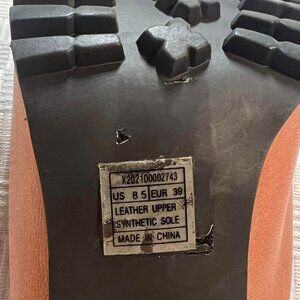 X202100002743
US 8.5 EUR 39
LEATHER UPPER
SYNTHETIC SOLE
MADE IN CHINA